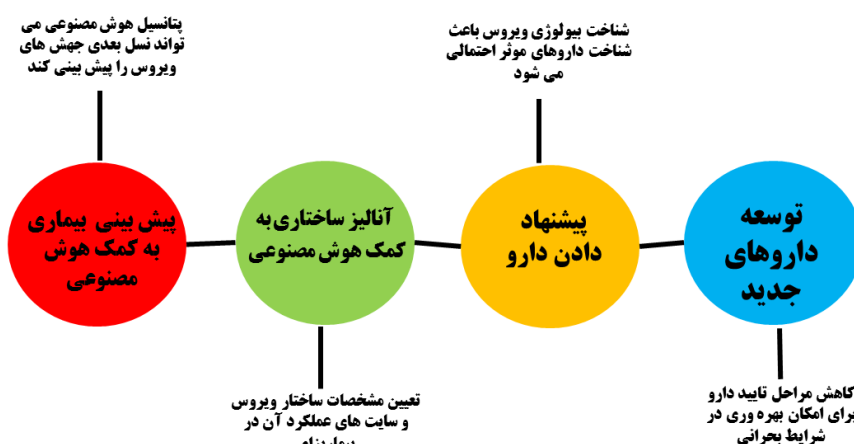 پتانسیل هوش مصنوعی می
تواند نسل بعدی جهش های
ویروس را پیش بینی کند
شناخت بیولوژی ویروس باعث
شناخت داروهای موثر احتمالی
می شود
توسعه
داروهای
جدید
پیشنهاد
دادن دارو
آنالیز ساختاری به
کمک هوش مصنوعی
پیش بینی بیماری
به کمک هوش
مصنوعی
کاهش مراحل تایید دارو
برای امکان بهره وری در
شرایط بحرانی
تعیین مشخصات ساختار ویروس
و سایت های عملکرد آن در